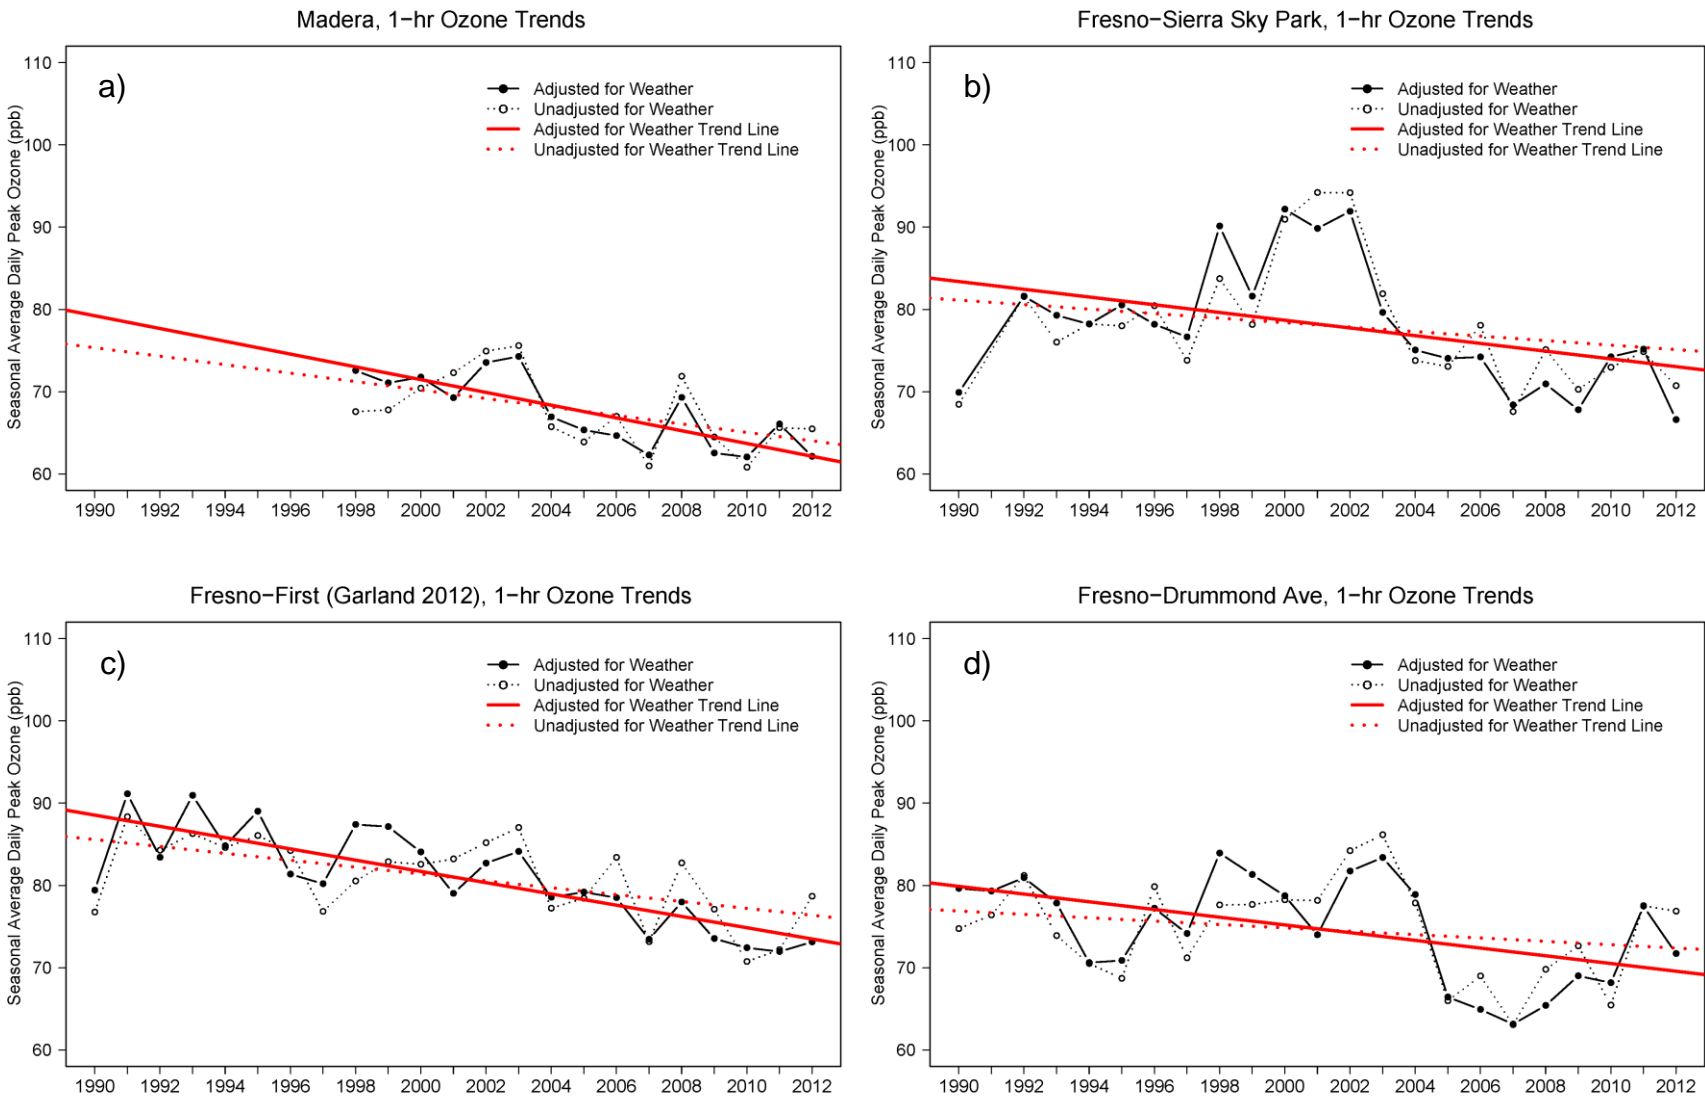 Madera, 1−hr Ozone Trends
a)
Adjusted for Weather
Unadjusted for Weather
Adjusted for Weather Trend Line
Unadjusted for Weather Trend Line
Seasonal Average Daily Peak Ozone (ppb)
110
100
90
80
70
60
1990 1992 1994 1996 1998 2000 2002 2004 2006 2008 2010 2012
Fresno−Sierra Sky Park, 1−hr Ozone Trends
b)
Adjusted for Weather
Unadjusted for Weather
Adjusted for Weather Trend Line
Unadjusted for Weather Trend Line
Seasonal Average Daily Peak Ozone (ppb)
110
100
90
80
70
60
1990 1992 1994 1996 1998 2000 2002 2004 2006 2008 2010 2012
Fresno−First (Garland 2012), 1−hr Ozone Trends
c)
Adjusted for Weather
Unadjusted for Weather
Adjusted for Weather Trend Line
Unadjusted for Weather Trend Line
Seasonal Average Daily Peak Ozone (ppb)
110
100
90
80
70
60
1990 1992 1994 1996 1998 2000 2002 2004 2006 2008 2010 2012
Fresno−Drummond Ave, 1−hr Ozone Trends
d)
Adjusted for Weather
Unadjusted for Weather
Adjusted for Weather Trend Line
Unadjusted for Weather Trend Line
Seasonal Average Daily Peak Ozone (ppb)
110
100
90
80
70
60
1990 1992 1994 1996 1998 2000 2002 2004 2006 2008 2010 2012